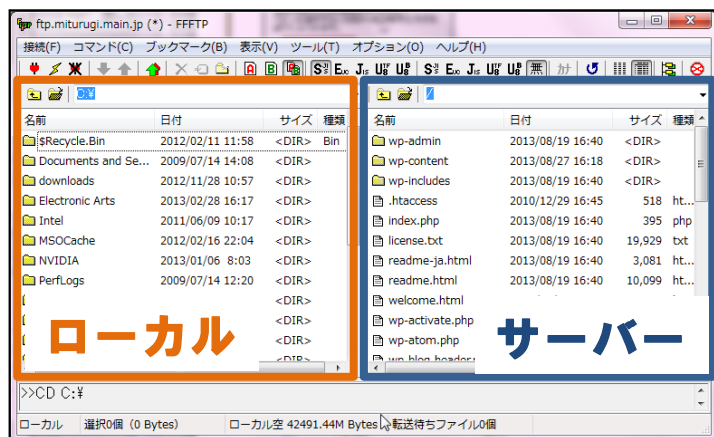 ftp.miturugi.main.jp (*) - FFFTP
接続(F) コマンド(C) ブックマーク(B) 表示(V) ツール(T) オプション(O) ヘルプ(H)
C:¥
名前 日付 サイズ 種類
$Recycle.Bin 2012/02/11 11:58 <DIR> Bin
Documents and Se... 2009/07/14 14:08 <DIR>
downloads 2012/11/28 10:57 <DIR>
Electronic Arts 2013/02/28 16:17 <DIR>
Intel 2011/06/09 10:17 <DIR>
MSOCache 2012/02/16 22:04 <DIR>
NVIDIA 2013/01/06 8:03 <DIR>
PerfLogs 2009/07/14 12:20 <DIR>
<DIR>
<DIR>
<DIR>
<DIR>
ローカル
/
名前 日付 サイズ 種類
wp-admin 2013/08/19 16:40 <DIR>
wp-content 2013/08/27 16:18 <DIR>
wp-includes 2013/08/19 16:40 <DIR>
.htaccess 2010/12/29 16:45 518 ht...
index.php 2013/08/19 16:40 395 php
license.txt 2013/08/19 16:40 19,929 txt
readme-ja.html 2013/08/19 16:40 3,081 ht...
readme.html 2013/08/19 16:40 10,099 ht...
welcome.html
wp-activate.php
wp-atom.php
wp-blog-header.
サーバー
>>CD C:¥
ローカル 選択0個 (0 Bytes) ローカル空 42491.44M Bytes 転送待ちファイル0個